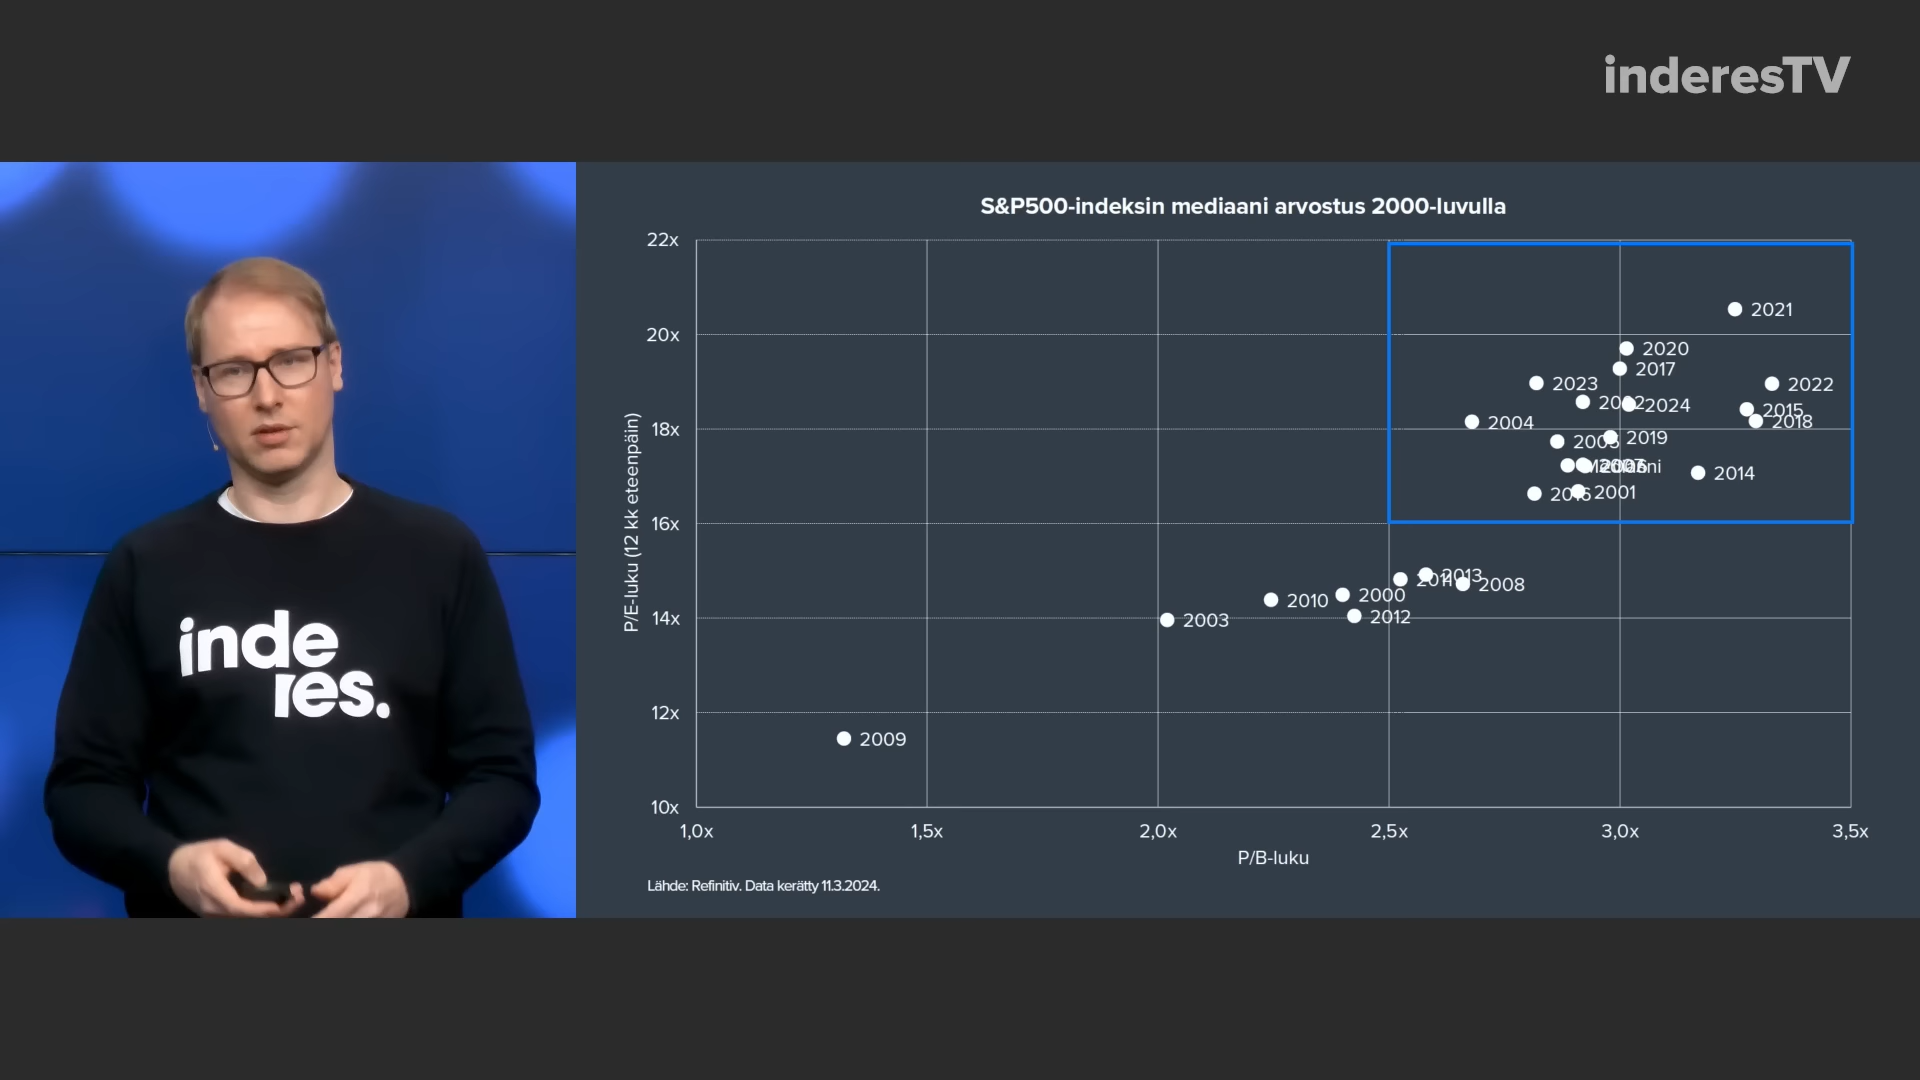 inderesTV
inde
res.
S&P500-indeksin mediaani arvostus 2000-luvulla
22x
20x
18x
16x
14x
12x
10x
P/E-luku (12 kk eteenpäin)
2021
2020
2017
2023
2022
2024
2015
2004
2018
2019
2014
2016
2001
2013
2008
2010
2000
2012
2003
2009
1,0x
1,5x
2,0x
2,5x
3,0x
3,5x
P/B-luku
Lähde: Refinitiv. Data kerätty 11.3.2024.